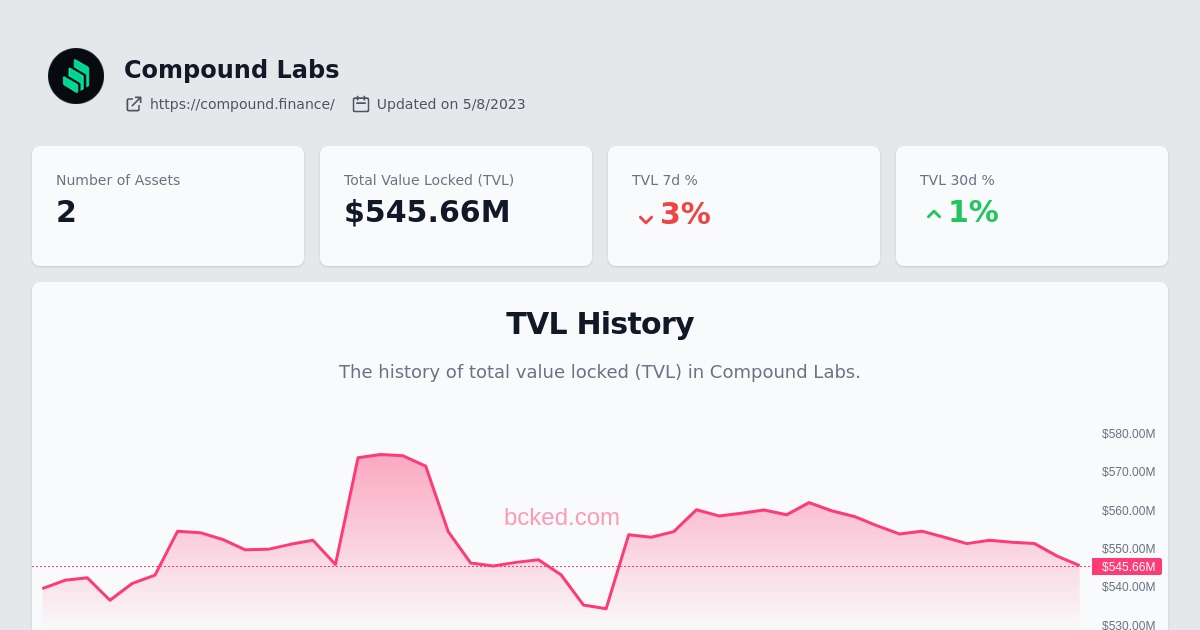 Compound Labs
https://compound.finance/ Updated on 5/8/2023
Number of Assets
2
Total Value Locked (TVL)
$545.66M
TVL 7d %
3%
TVL 30d %
1%
TVL History
The history of total value locked (TVL) in Compound Labs.
$580.00M
$570.00M
bcked.com
$560.00M
$550.00M
$545.66M
$540.00M
$530.00M